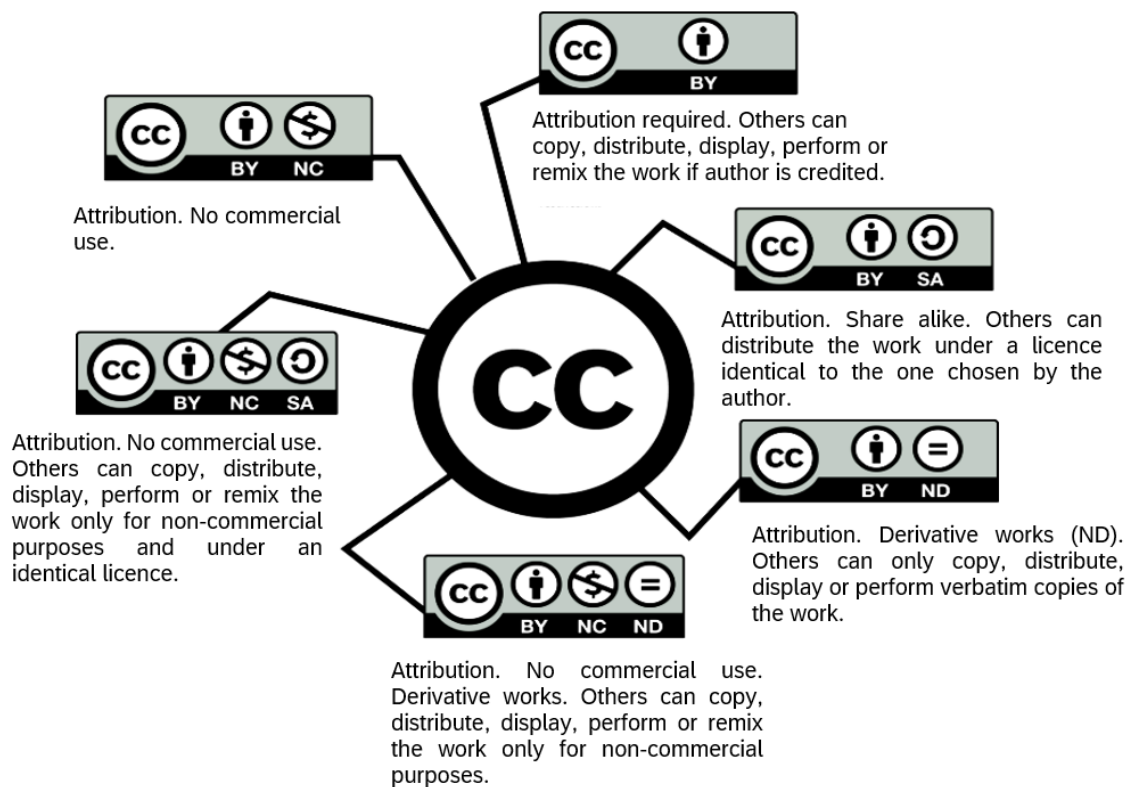 CC
BY
Attribution required. Others can
copy, distribute, display, perform or
remix the work if author is credited.
CC
BY NC
Attribution. No commercial
use.
CC
BY SA
Attribution. Share alike. Others can
distribute the work under a licence
identical to the one chosen by the
author.
CC
CC
BY NC SA
Attribution. No commercial use.
Others can copy, distribute,
display, perform or remix the
work only for non-commercial
purposes and under an
identical licence.
CC
BY ND
Attribution. Derivative works (ND).
Others can only copy, distribute,
display or perform verbatim copies of
the work.
CC
BY NC ND
Attribution. No commercial use.
Derivative works. Others can copy,
distribute, display, perform or remix
the work only for non-commercial
purposes.